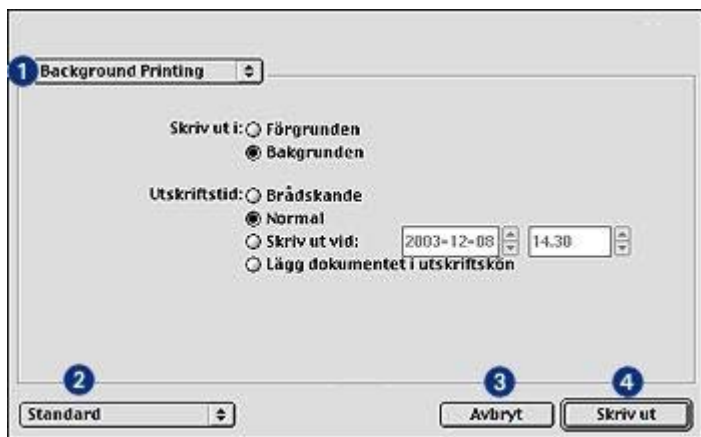 1 Background Printing
Skriv ut i: Förgrunden
Bakgrunden
Utskriftstid: Brådskande
Normal
Skriv ut vid: 2003-12-08 14.30
Lägg dokumentet i utskriftskön
2 3 4
Standard Avbryt Skriv ut